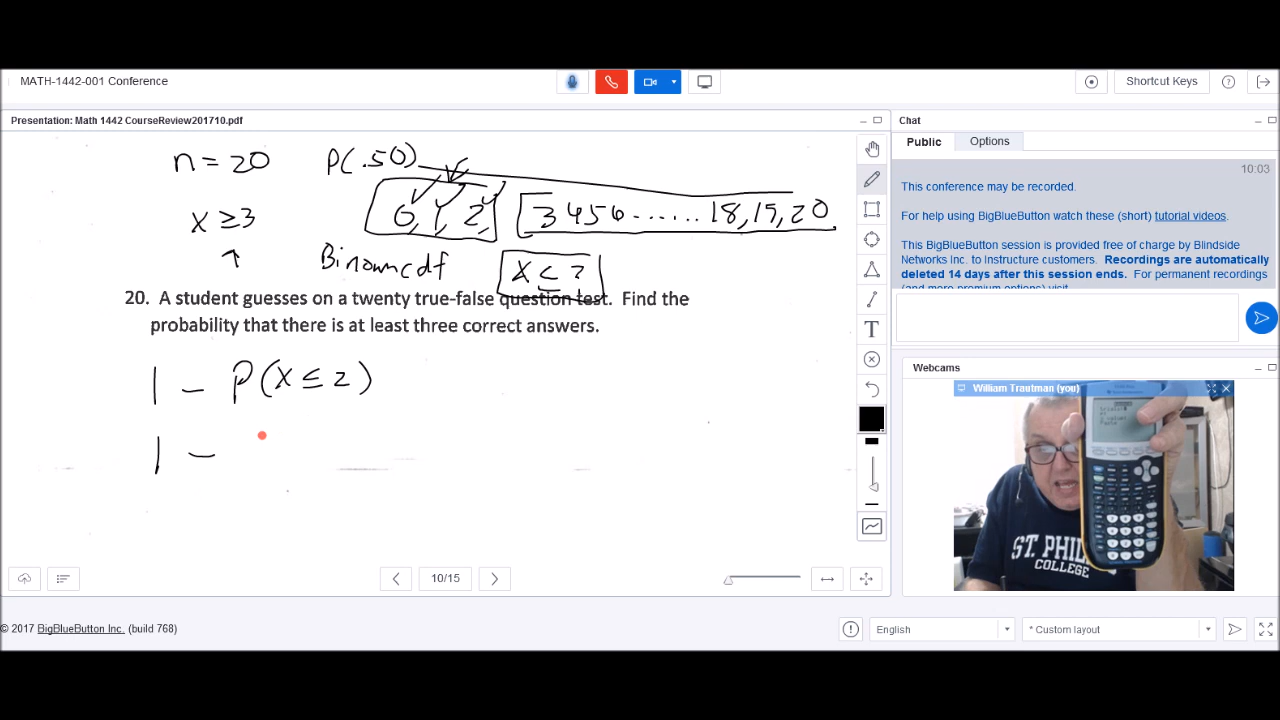 MATH-1442-001 Conference
Shortcut Keys
Presentation: Math 1442 CourseReview201710.pdf
n = 20 P(.50)
0, 1, 2, 3 4 5 6 ...... 18, 19, 20
x ≥ 3
Binomcdf x ≤ 2
20. A student guesses on a twenty true-false question test. Find the
probability that there is at least three correct answers.
1 - P(x ≤ 2)
1 -
10/15
Chat
Public Options
10:03
This conference may be recorded.
For help using BigBlueButton watch these (short) tutorial videos.
This BigBlueButton session is provided free of charge by Blindside
Networks Inc. to Instructure customers. Recordings are automatically
deleted 14 days after this session ends. For permanent recordings
(and more premium options) visit
Webcams
William Trautman (you)
ST. PHIL
COLLEGE
© 2017 BigBlueButton Inc. (build 768)
English
* Custom layout